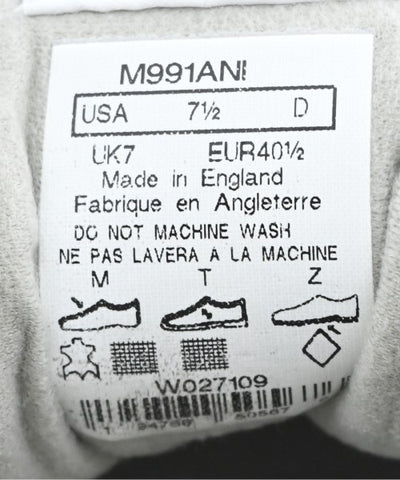 M991ANI
USA 7½ D
UK7 EUR40½
Made in England
Fabrique en Angleterre
DO NOT MACHINE WASH
NE PAS LAVERA À LA MACHINE
M T Z
W027109